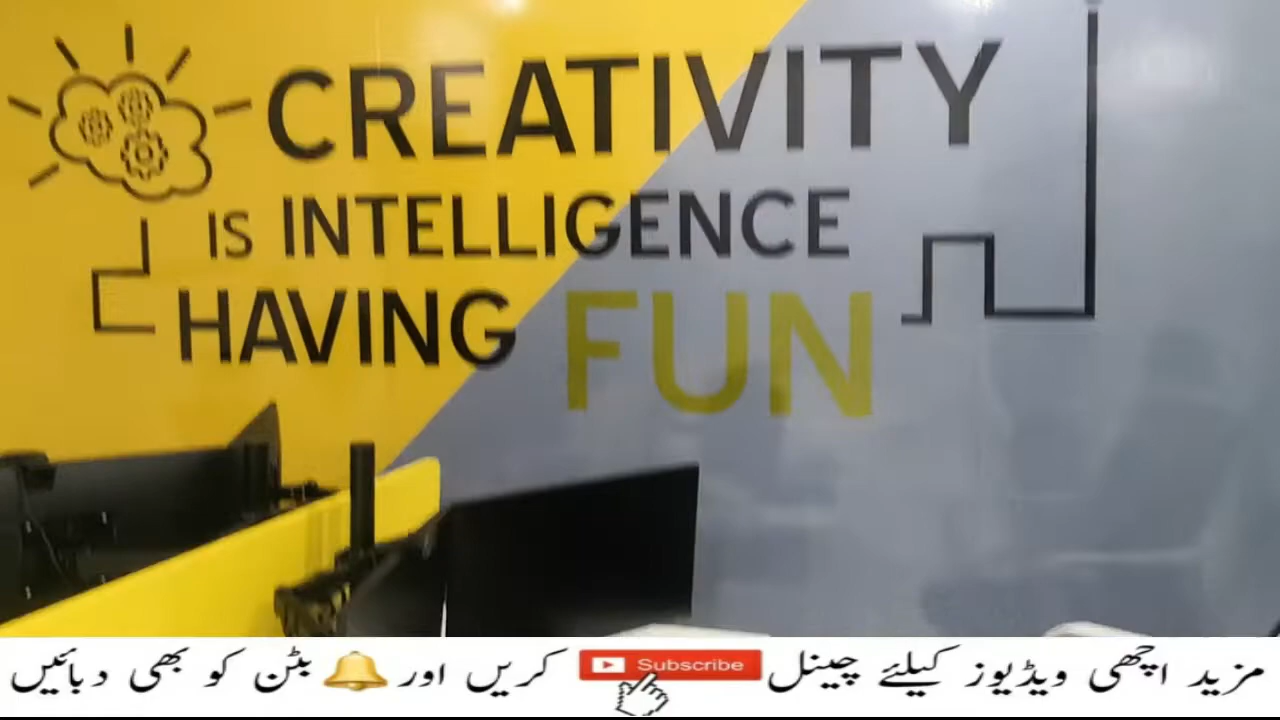 CREATIVITY
IS INTELLIGENCE
HAVING FUN
مزید اچھی ویڈیوز کیلئے چینل Subscribe کریں اور بٹن کو بھی دبائیں